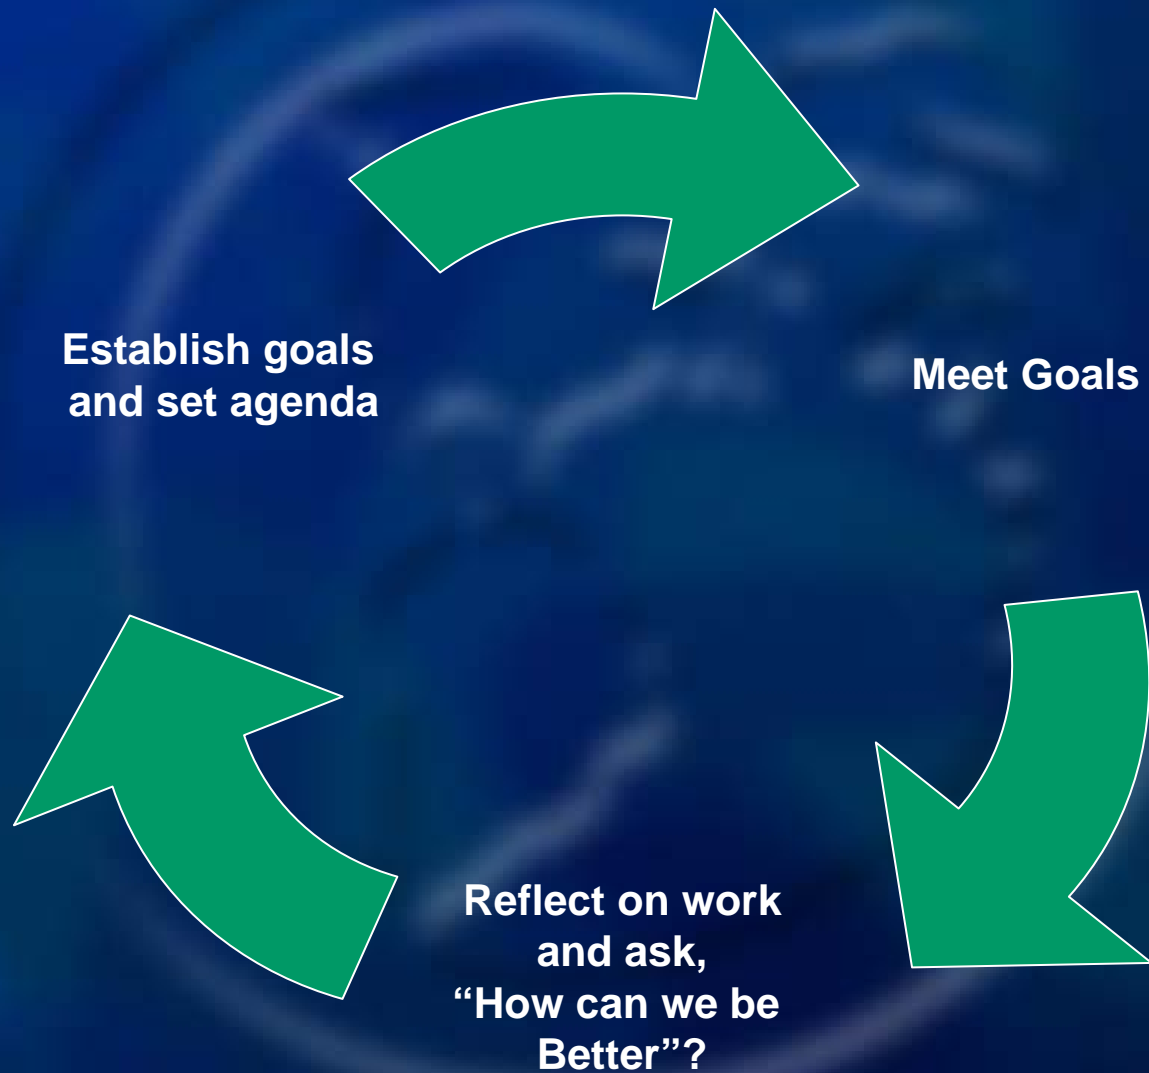 Establish goals
and set agenda
Meet Goals
Reflect on work
and ask,
“How can we be
Better”?